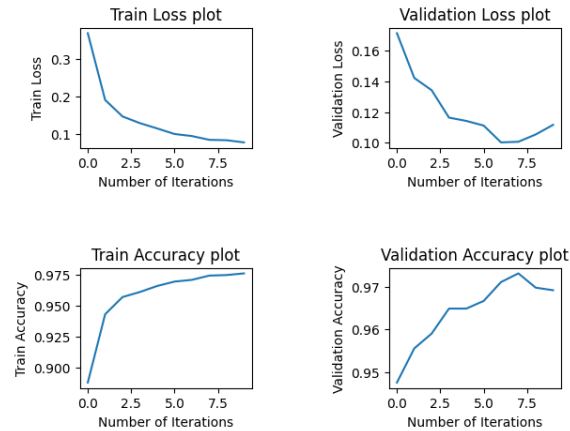 Train Loss plot
Train Loss
0.3
0.2
0.1
0.0 2.5 5.0 7.5
Number of Iterations
Validation Loss plot
Validation Loss
0.16
0.14
0.12
0.10
0.0 2.5 5.0 7.5
Number of Iterations
Train Accuracy plot
Train Accuracy
0.975
0.950
0.925
0.900
0.0 2.5 5.0 7.5
Number of Iterations
Validation Accuracy plot
Validation Accuracy
0.97
0.96
0.95
0.0 2.5 5.0 7.5
Number of Iterations